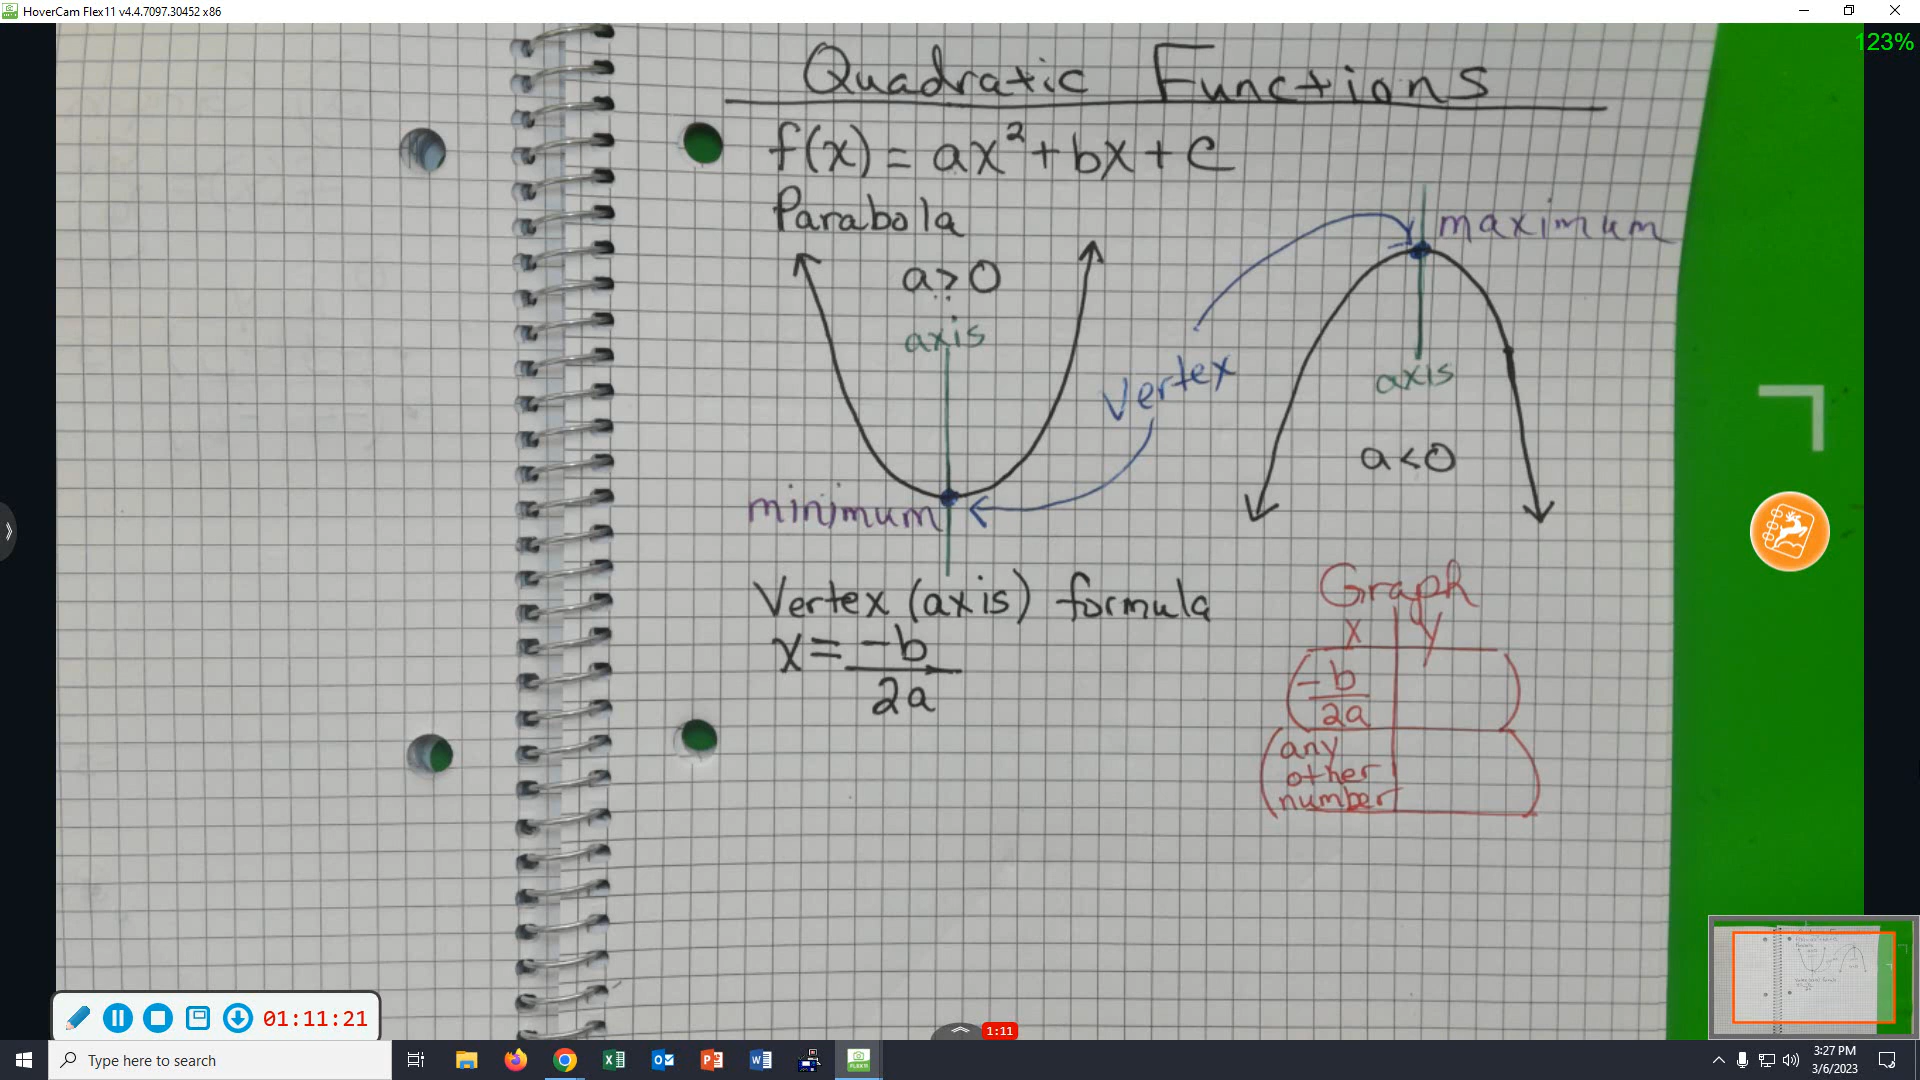 HoverCam Flex11 v4.4.7097.30452 x86
123%
Quadratic Functions
f(x) = ax²+bx+c
Parabola
maximum
a>0
axis
Vertex
axis
a<0
minimum
Vertex (axis) formula
x = -b
2a
Graph
x y
-b
2a
any
other
number
01:11:21
1:11
Type here to search
3:27 PM
3/6/2023